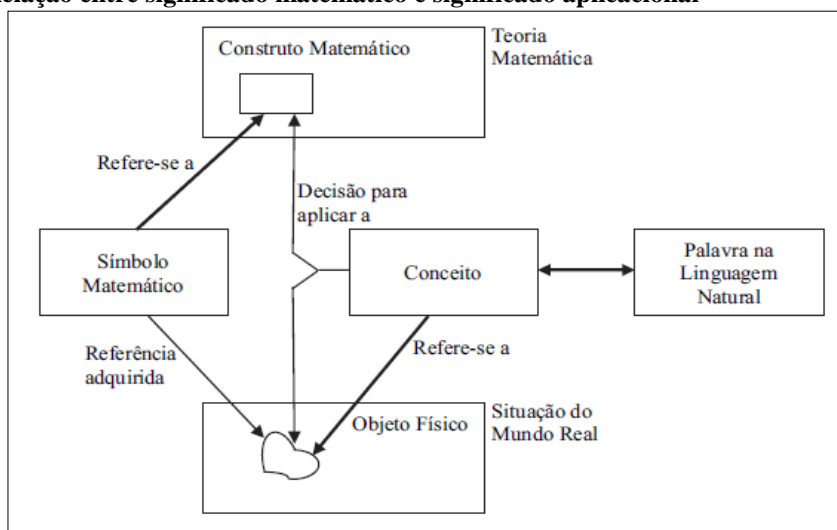 entre significado matemático e significado aplicacional
Construto Matemático
Teoria
Matemática
Refere-se a
Decisão para
aplicar a
Símbolo
Matemático
Conceito
Palavra na
Linguagem
Natural
Referência
adquirida
Refere-se a
Objeto Físico
Situação do
Mundo Real